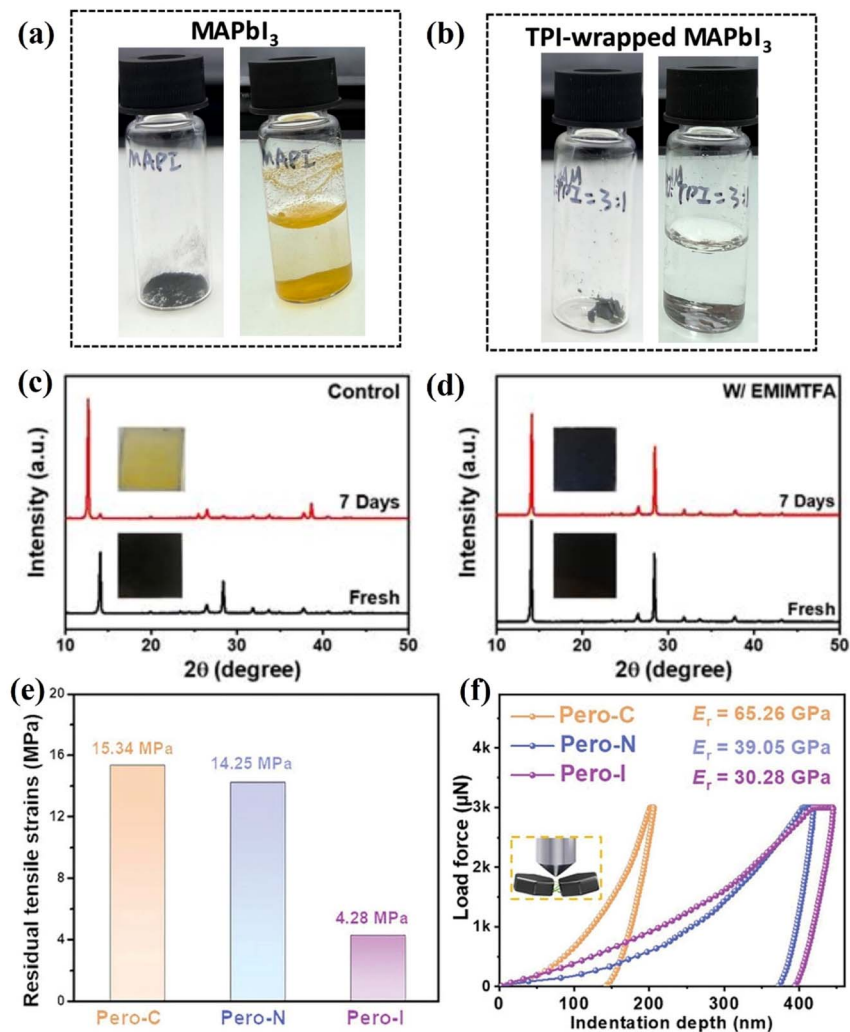 (a)
MAPbI₃
MAPI
MAPI
(b)
TPI-wrapped MAPbI₃
PPI=3:1
PPI=3:1
(c)
Control
7 Days
Fresh
Intensity (a.u.)
10 20 30 40 50
2θ (degree)
(d)
W/ EMIMTFA
7 Days
Fresh
Intensity (a.u.)
10 20 30 40 50
2θ (degree)
(e)
Residual tensile strains (MPa)
20
16
12
8
4
0
15.34 MPa
14.25 MPa
4.28 MPa
Pero-C Pero-N Pero-I
(f)
Pero-C Eᵣ = 65.26 GPa
Pero-N Eᵣ = 39.05 GPa
Pero-I Eᵣ = 30.28 GPa
Load force (μN)
4k
3k
2k
1k
0
0 100 200 300 400
Indentation depth (nm)